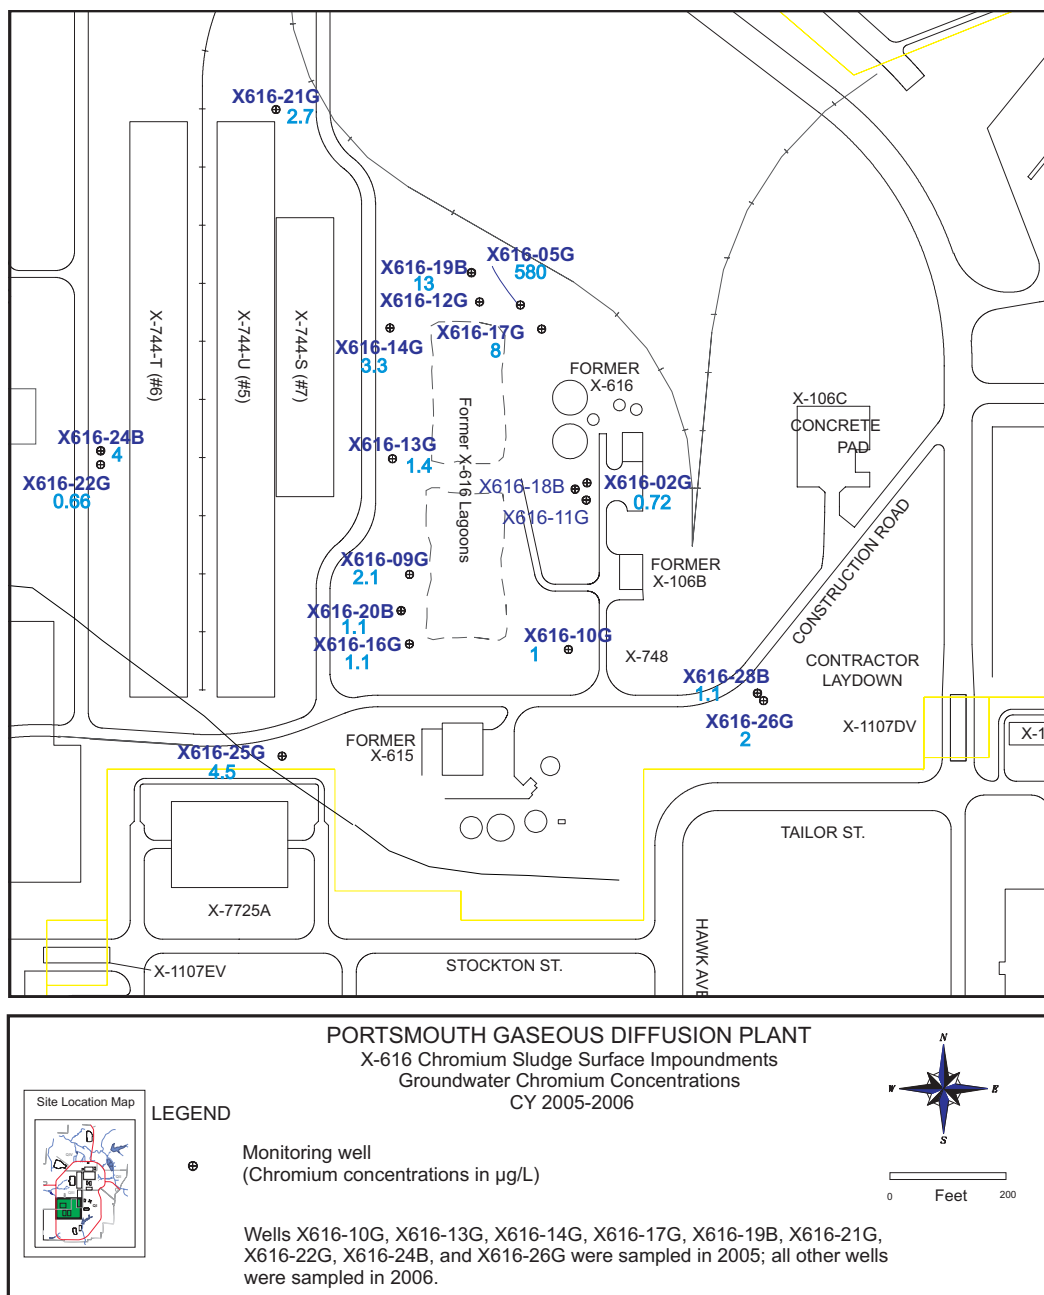 X616-21G
2.7
X616-05G
580
X616-19B
13
X616-12G
X616-17G
8
X616-14G
3.3
X-744-T (#6)
X-744-U (#5)
X-744-S (#7)
FORMER
X-616
X-106C
CONCRETE
PAD
X616-24B
4
X616-22G
0.66
X616-13G
1.4
Former X-616 Lagoons
X616-18B
X616-02G
0.72
X616-11G
CONSTRUCTION ROAD
X616-09G
2.1
FORMER
X-106B
X616-20B
1.1
X616-16G
1.1
X616-10G
1
X-748
CONTRACTOR
LAYDOWN
X616-28B
1.1
X616-26G
2
X-1107DV
X-1
FORMER
X-615
X616-25G
4.5
TAILOR ST.
X-7725A
HAWK AVE
STOCKTON ST.
X-1107EV
PORTSMOUTH GASEOUS DIFFUSION PLANT
X-616 Chromium Sludge Surface Impoundments
Groundwater Chromium Concentrations
CY 2005-2006
N
W
E
S
Site Location Map
LEGEND
Monitoring well
(Chromium concentrations in µg/L)
0
Feet
200
Wells X616-10G, X616-13G, X616-14G, X616-17G, X616-19B, X616-21G,
X616-22G, X616-24B, and X616-26G were sampled in 2005; all other wells
were sampled in 2006.